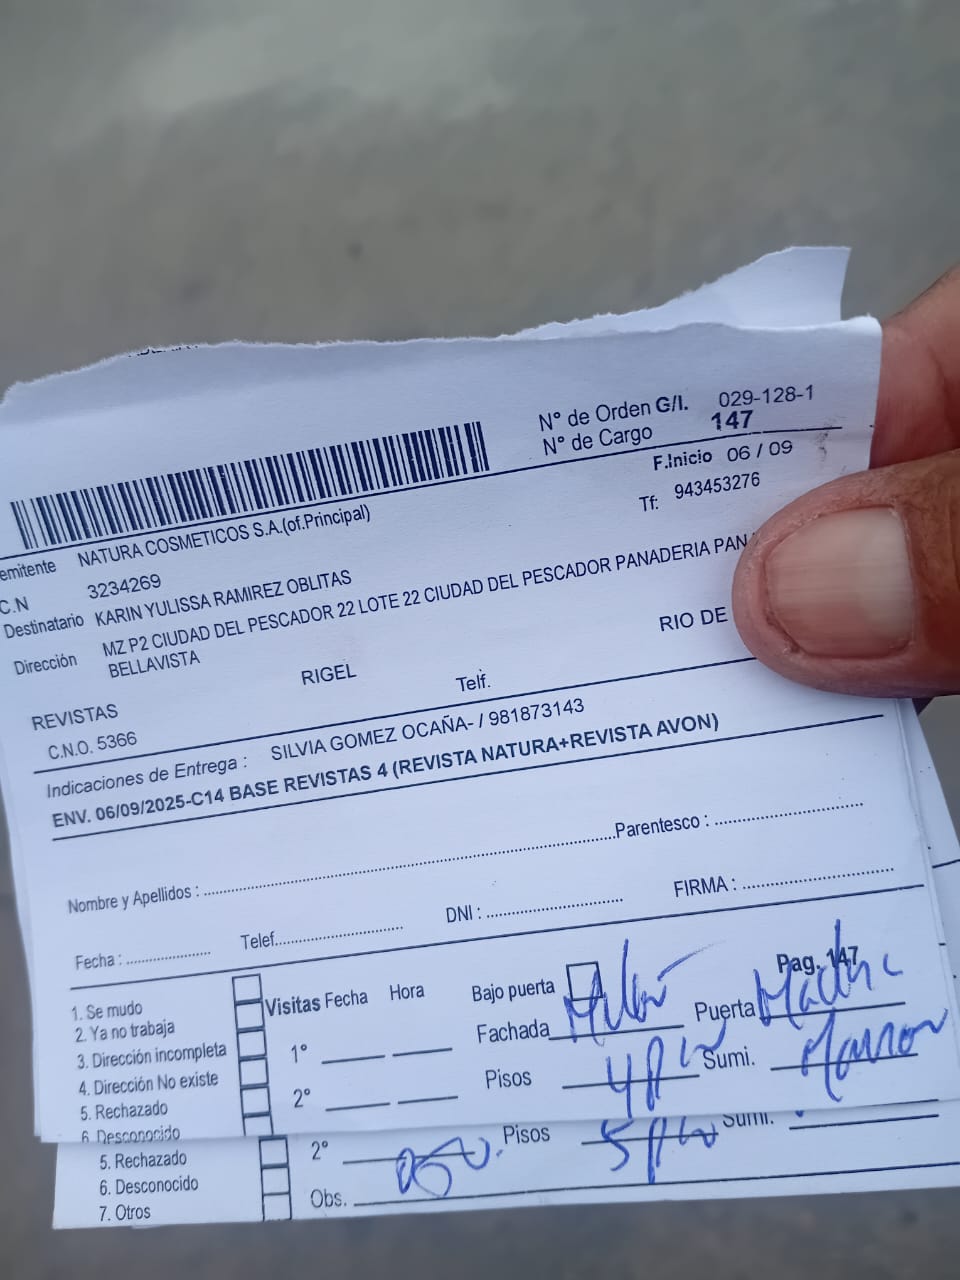 N° de Orden G/I. 029-128-1
N° de Cargo 147
F.Inicio 06 / 09
emitente NATURA COSMETICOS S.A.(of.Principal) Tf: 943453276
C.N 3234269
Destinatario KARIN YULISSA RAMIREZ OBLITAS
Dirección MZ P2 CIUDAD DEL PESCADOR 22 LOTE 22 CIUDAD DEL PESCADOR PANADERIA PAN
BELLAVISTA
REVISTAS RIGEL RIO DE
C.N.O. 5366 Telf.
Indicaciones de Entrega : SILVIA GOMEZ OCAÑA- / 981873143
ENV. 06/09/2025-C14 BASE REVISTAS 4 (REVISTA NATURA+REVISTA AVON)
Nombre y Apellidos : Parentesco :
Fecha : Telef. DNI : FIRMA :
Pag. 147
1. Se mudo Visitas Fecha Hora Bajo puerta
2. Ya no trabaja Fachada Puerta
3. Dirección incompleta 1°
4. Dirección No existe Pisos Sumi. Marron
5. Rechazado 2°
6. Desconocido
5. Rechazado 2° Pisos Sumi.
6. Desconocido Obs.
7. Otros